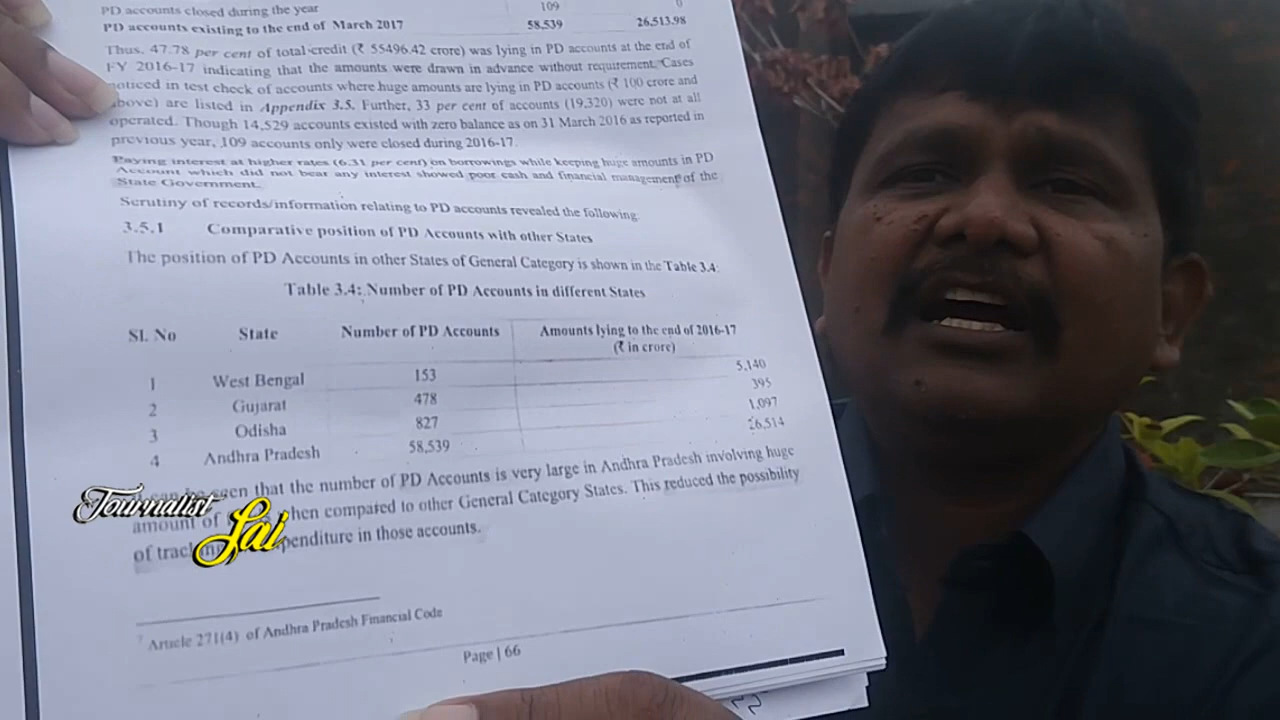 PD accounts closed during the year 109 0
PD accounts existing to the end of March 2017 58,539 26,513.98
Thus, 47.78 per cent of total credit (₹ 55496.42 crore) was lying in PD accounts at the end of
FY 2016-17 indicating that the amounts were drawn in advance without requirement. Cases
noticed in test check of accounts where huge amounts are lying in PD accounts (₹ 100 crore and
above) are listed in Appendix 3.5. Further, 33 per cent of accounts (19,320) were not at all
operated. Though 14,529 accounts existed with zero balance as on 31 March 2016 as reported in
previous year, 109 accounts only were closed during 2016-17.
Paying interest at higher rates (6.31 per cent) on borrowings while keeping huge amounts in PD
Account which did not bear any interest showed poor cash and financial management of the
State Government.
Scrutiny of records/information relating to PD accounts revealed the following:
3.5.1 Comparative position of PD Accounts with other States
The position of PD Accounts in other States of General Category is shown in the Table 3.4:
Table 3.4: Number of PD Accounts in different States
Sl. No State Number of PD Accounts Amounts lying to the end of 2016-17
(₹ in crore)
1 West Bengal 153 5,140
2 Gujarat 478 395
3 Odisha 827 1,097
4 Andhra Pradesh 58,539 26,514
seen that the number of PD Accounts is very large in Andhra Pradesh involving huge
amount of when compared to other General Category States. This reduced the possibility
of penditure in those accounts.
Journalist
Sai
7 Article 271(4) of Andhra Pradesh Financial Code
Page | 66